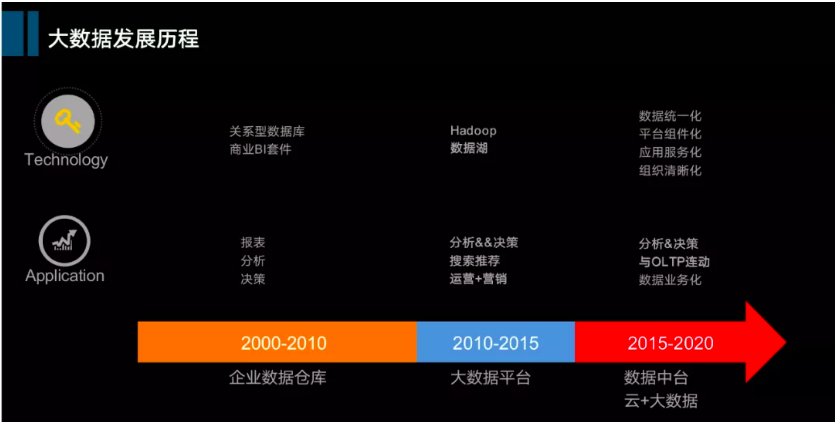 大数据发展历程
Technology
关系型数据库
商业BI套件
Hadoop
数据湖
数据统一化
平台组件化
应用服务化
组织清晰化
Application
报表
分析
决策
分析&&决策
搜索推荐
运营+营销
分析&决策
与OLTP连动
数据业务化
2000-2010
2010-2015
2015-2020
企业数据仓库
大数据平台
数据中台
云+大数据